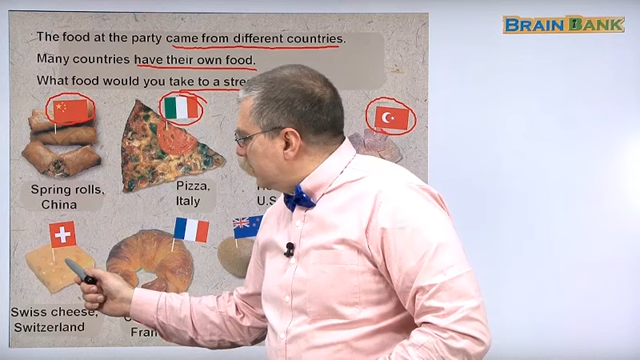 BRAIN BANK
The food at the party came from different countries.
Many countries have their own food.
What food would you take to a
Spring rolls,
China
Pizza,
Italy
Swiss cheese,
Switzerland